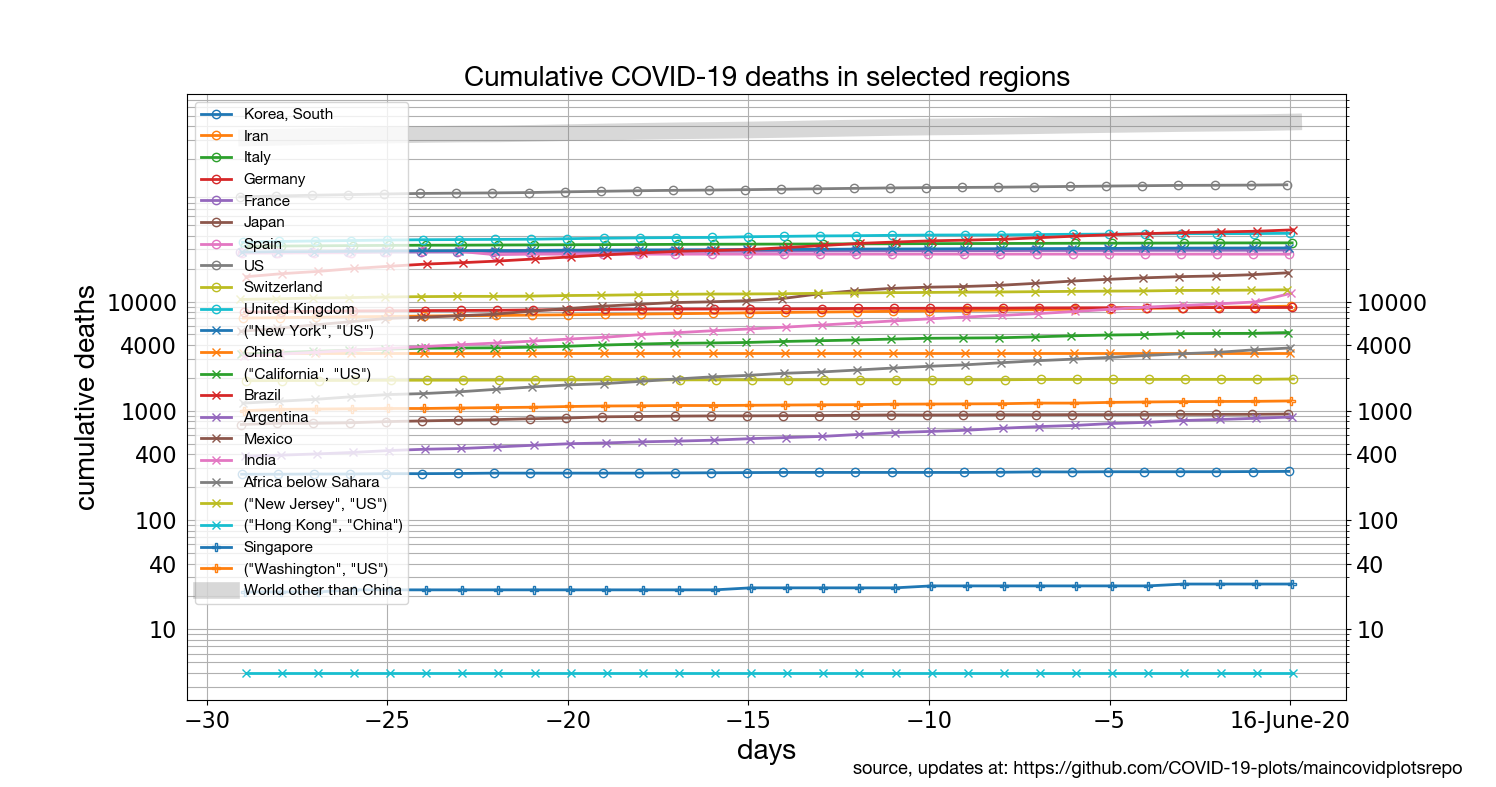 Cumulative COVID-19 deaths in selected regions
Korea, South
Iran
Italy
Germany
France
Japan
Spain
US
Switzerland
United Kingdom
("New York", "US")
China
("California", "US")
Brazil
Argentina
Mexico
India
Africa below Sahara
("New Jersey", "US")
("Hong Kong", "China")
Singapore
("Washington", "US")
World other than China
cumulative deaths
10000
4000
1000
400
100
40
10
10000
4000
1000
400
100
40
10
−30 −25 −20 −15 −10 −5 16-June-20
days
source, updates at: https://github.com/COVID-19-plots/maincovidplotsrepo